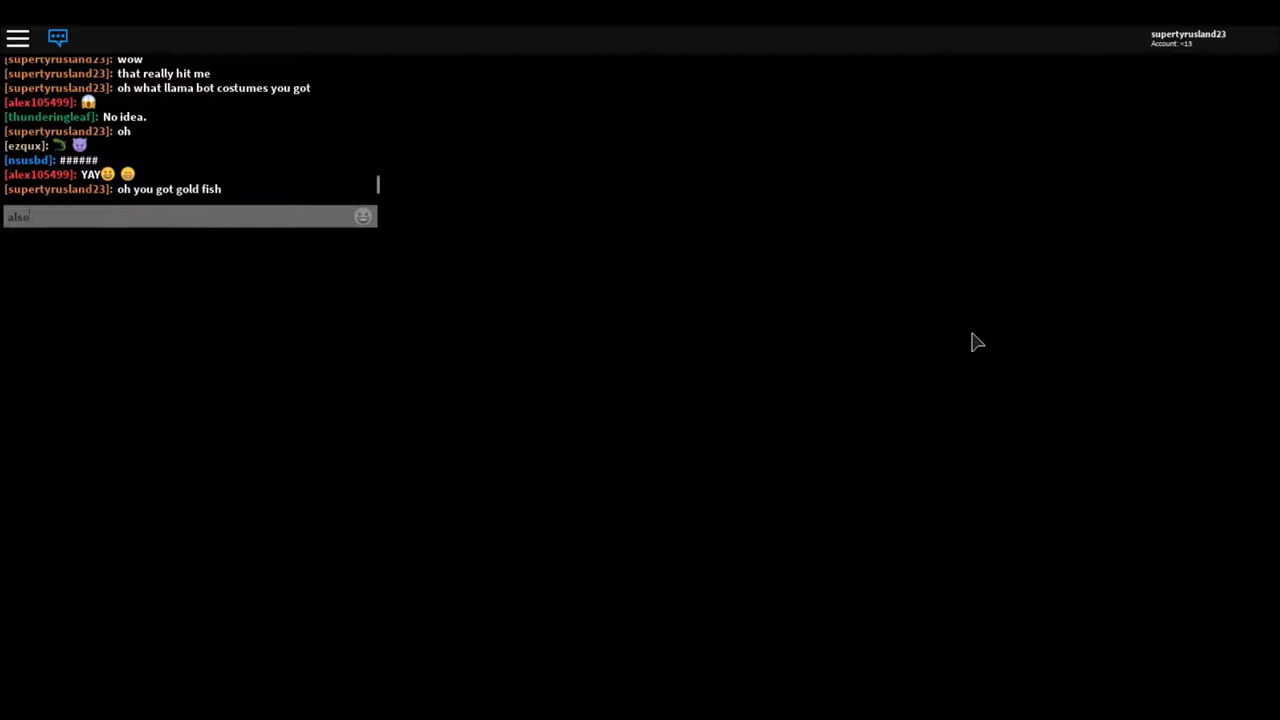 supertyrusland23
Account: <13
[supertyrusland23]: wow
[supertyrusland23]: that really hit me
[supertyrusland23]: oh what llama bot costumes you got
[alex105499]: 😱
[thunderingleaf]: No idea.
[supertyrusland23]: oh
[ezqux]: 🐉 😈
[nsusbd]: ######
[alex105499]: YAY😃 😁
[supertyrusland23]: oh you got gold fish
also